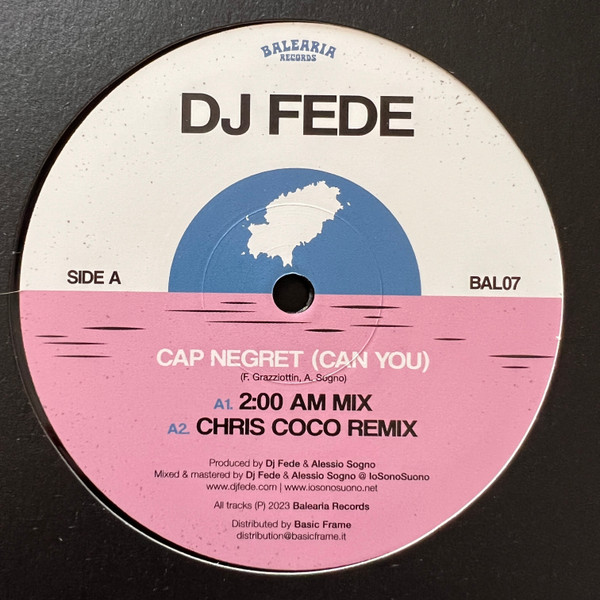 BALEARIA
RECORDS
DJ FEDE
SIDE A
BAL07
CAP NEGRET (CAN YOU)
(F. Grazziottin, A. Sogno)
A1. 2:00 AM MIX
A2. CHRIS COCO REMIX
Produced by Dj Fede & Alessio Sogno
Mixed & mastered by Dj Fede & Alessio Sogno @ IoSonoSuono
www.djfede.com | www.iosonosuono.net
All tracks (P) 2023 Balearia Records
Distributed by Basic Frame
distribution@basicframe.it